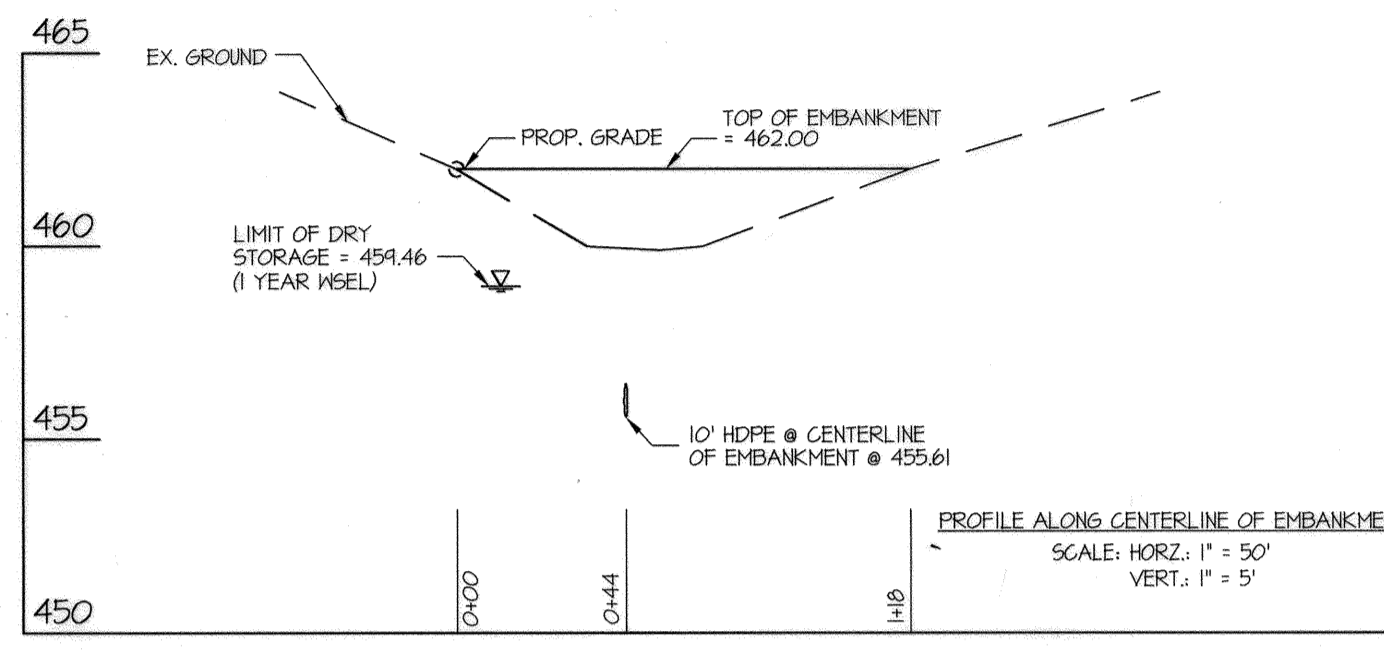 465
EX. GROUND
TOP OF EMBANKMENT
= 462.00
PROP. GRADE
460
LIMIT OF DRY
STORAGE = 459.46
(1 YEAR WSEL)
455
10' HDPE @ CENTERLINE
OF EMBANKMENT @ 455.61
PROFILE ALONG CENTERLINE OF EMBANKME
SCALE: HORZ.: 1" = 50'
VERT.: 1" = 5'
450
0+00
0+44
1+18